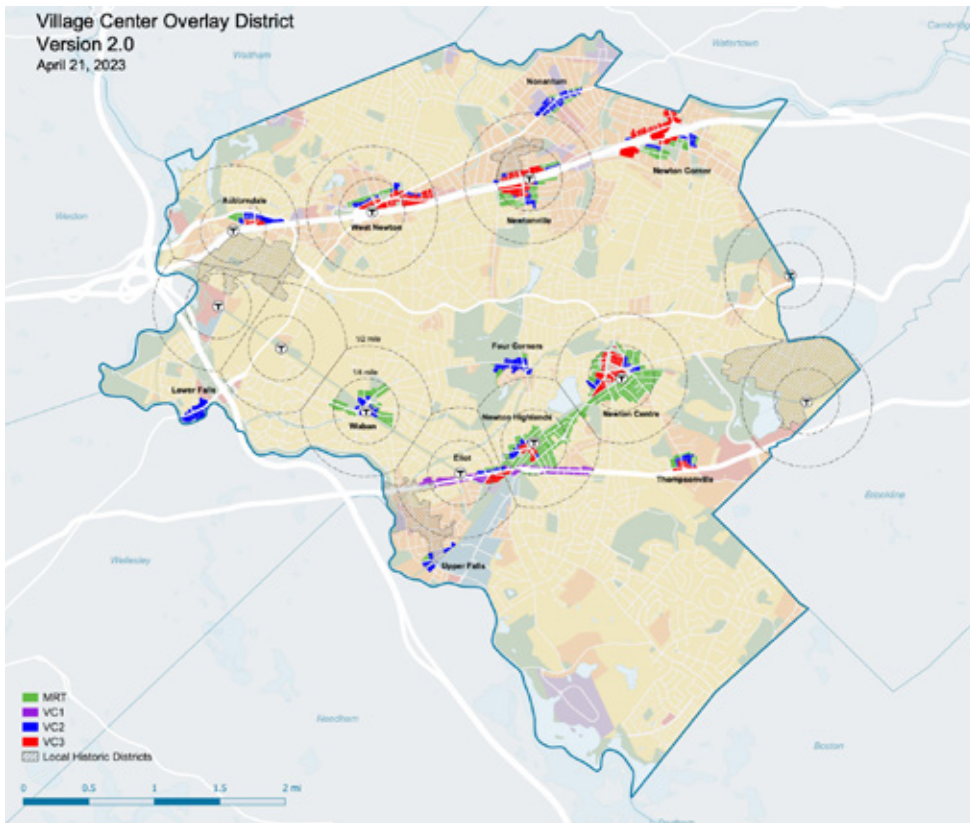 Village Center Overlay District
Version 2.0
April 21, 2023
Waltham
Watertown
Cambridge
Nonantum
Newton Corner
Auburndale
West Newton
Newtonville
Weston
1/2 mile
Four Corners
1/4 mile
Lower Falls
Newton Highlands
Newton Centre
Waban
Eliot
Thompsonville
Brookline
Wellesley
Upper Falls
MRT
VC1
VC2
VC3
Local Historic Districts
Needham
Boston
0 0.5 1 1.5 2 mi